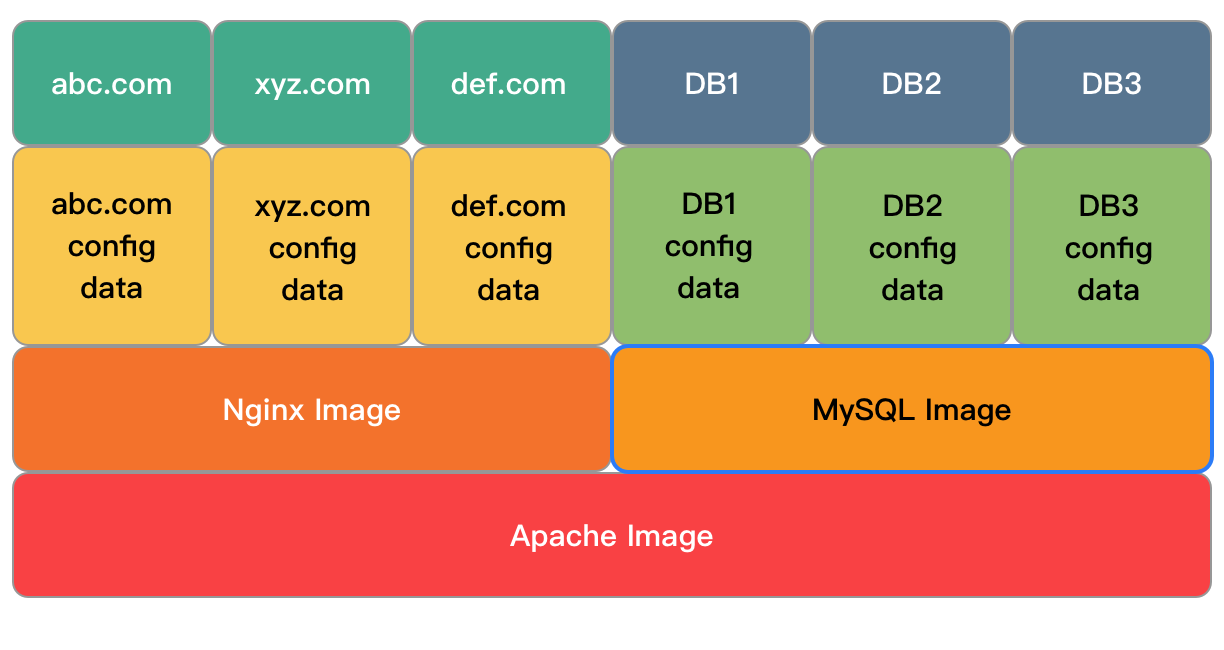 abc.com
xyz.com
def.com
DB1
DB2
DB3
abc.com
config
data
xyz.com
config
data
def.com
config
data
DB1
config
data
DB2
config
data
DB3
config
data
Nginx Image
MySQL Image
Apache Image